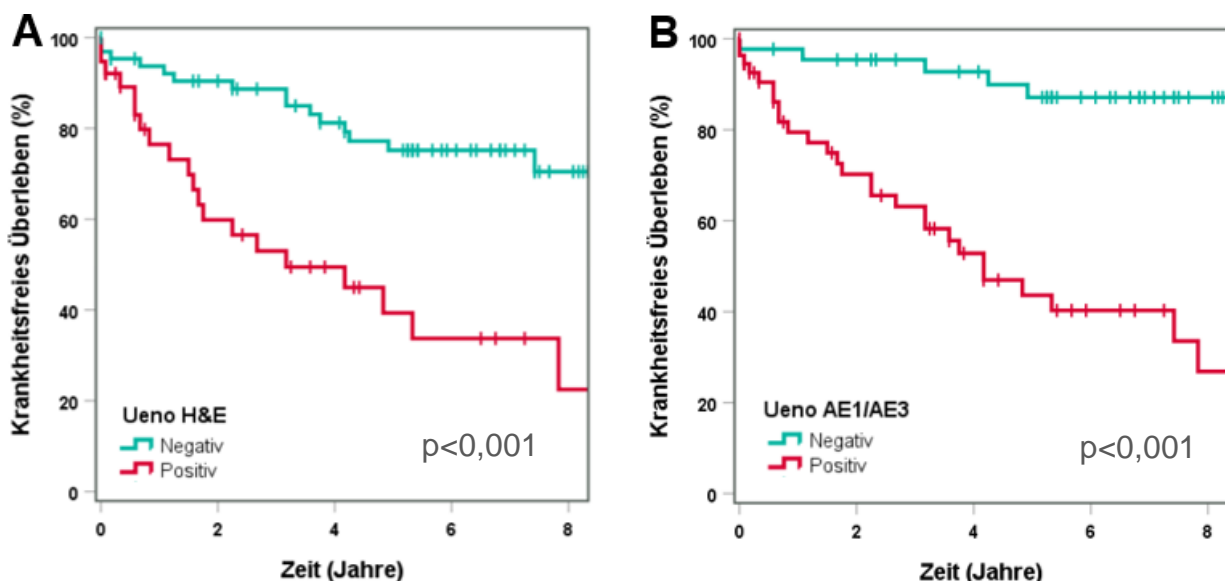 A
Krankheitsfreies Überleben (%)
100
80
60
40
20
0
Ueno H&E
Negativ
Positiv
p<0,001
0 2 4 6 8
Zeit (Jahre)
B
Krankheitsfreies Überleben (%)
100
80
60
40
20
0
Ueno AE1/AE3
Negativ
Positiv
p<0,001
0 2 4 6 8
Zeit (Jahre)